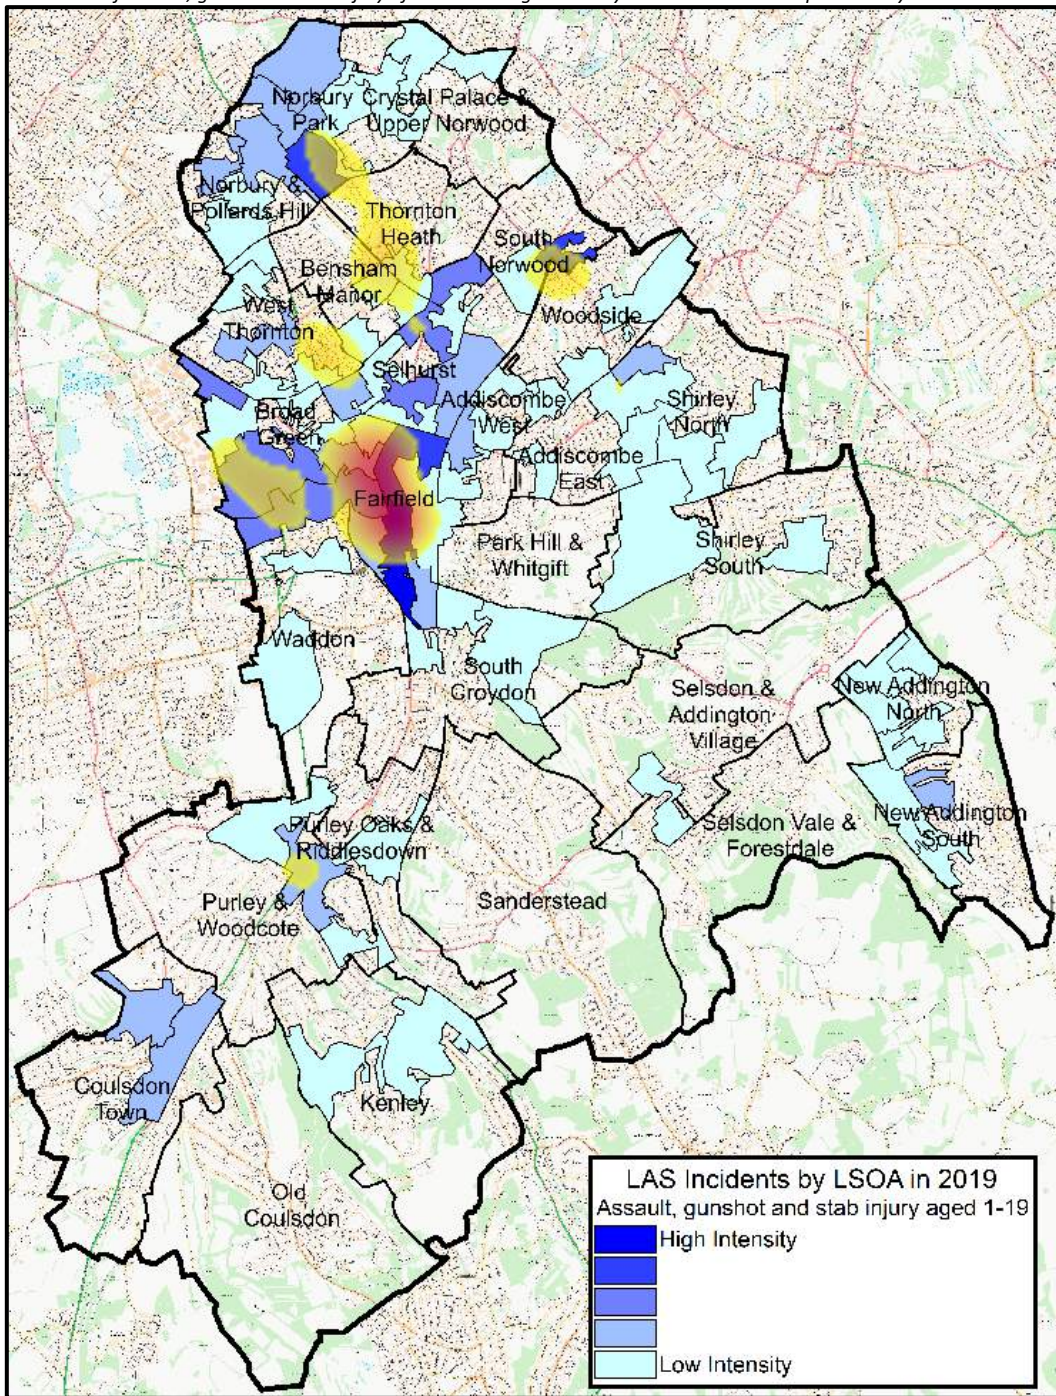 Norbury
Park
Crystal Palace &
Upper Norwood
Norbury &
Pollards Hill
Thornton
Heath
South
Norwood
Bensham
Manor
West
Thornton
Woodside
Selhurst
Addiscombe
West
Shirley
North
Broad
Green
Addiscombe
East
Fairfield
Park Hill &
Whitgift
Shirley
South
Waddon
South
Croydon
Selsdon &
Addington
Village
New Addington
North
Purley Oaks &
Riddlesdown
Selsdon Vale &
Forestdale
New Addington
South
Purley &
Woodcote
Sanderstead
Coulsdon
Town
Kenley
Old
Coulsdon
LAS Incidents by LSOA in 2019
Assault, gunshot and stab injury aged 1-19
High Intensity
Low Intensity